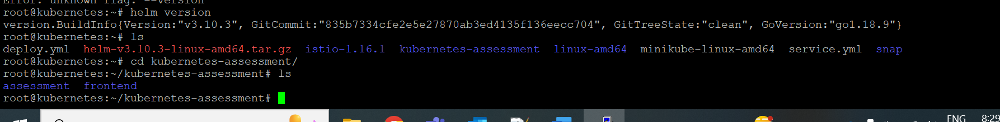 Error: unknown flag: --version
root@kubernetes:~# helm version
version.BuildInfo{Version:"v3.10.3", GitCommit:"835b7334cfe2e5e27870ab3ed4135f136eecc704", GitTreeState:"clean", GoVersion:"go1.18.9"}
root@kubernetes:~# ls
deploy.yml  helm-v3.10.3-linux-amd64.tar.gz  istio-1.16.1  kubernetes-assessment  linux-amd64  minikube-linux-amd64  service.yml  snap
root@kubernetes:~# cd kubernetes-assessment/
root@kubernetes:~/kubernetes-assessment# ls
assessment  frontend
root@kubernetes:~/kubernetes-assessment#
ENG 8:29